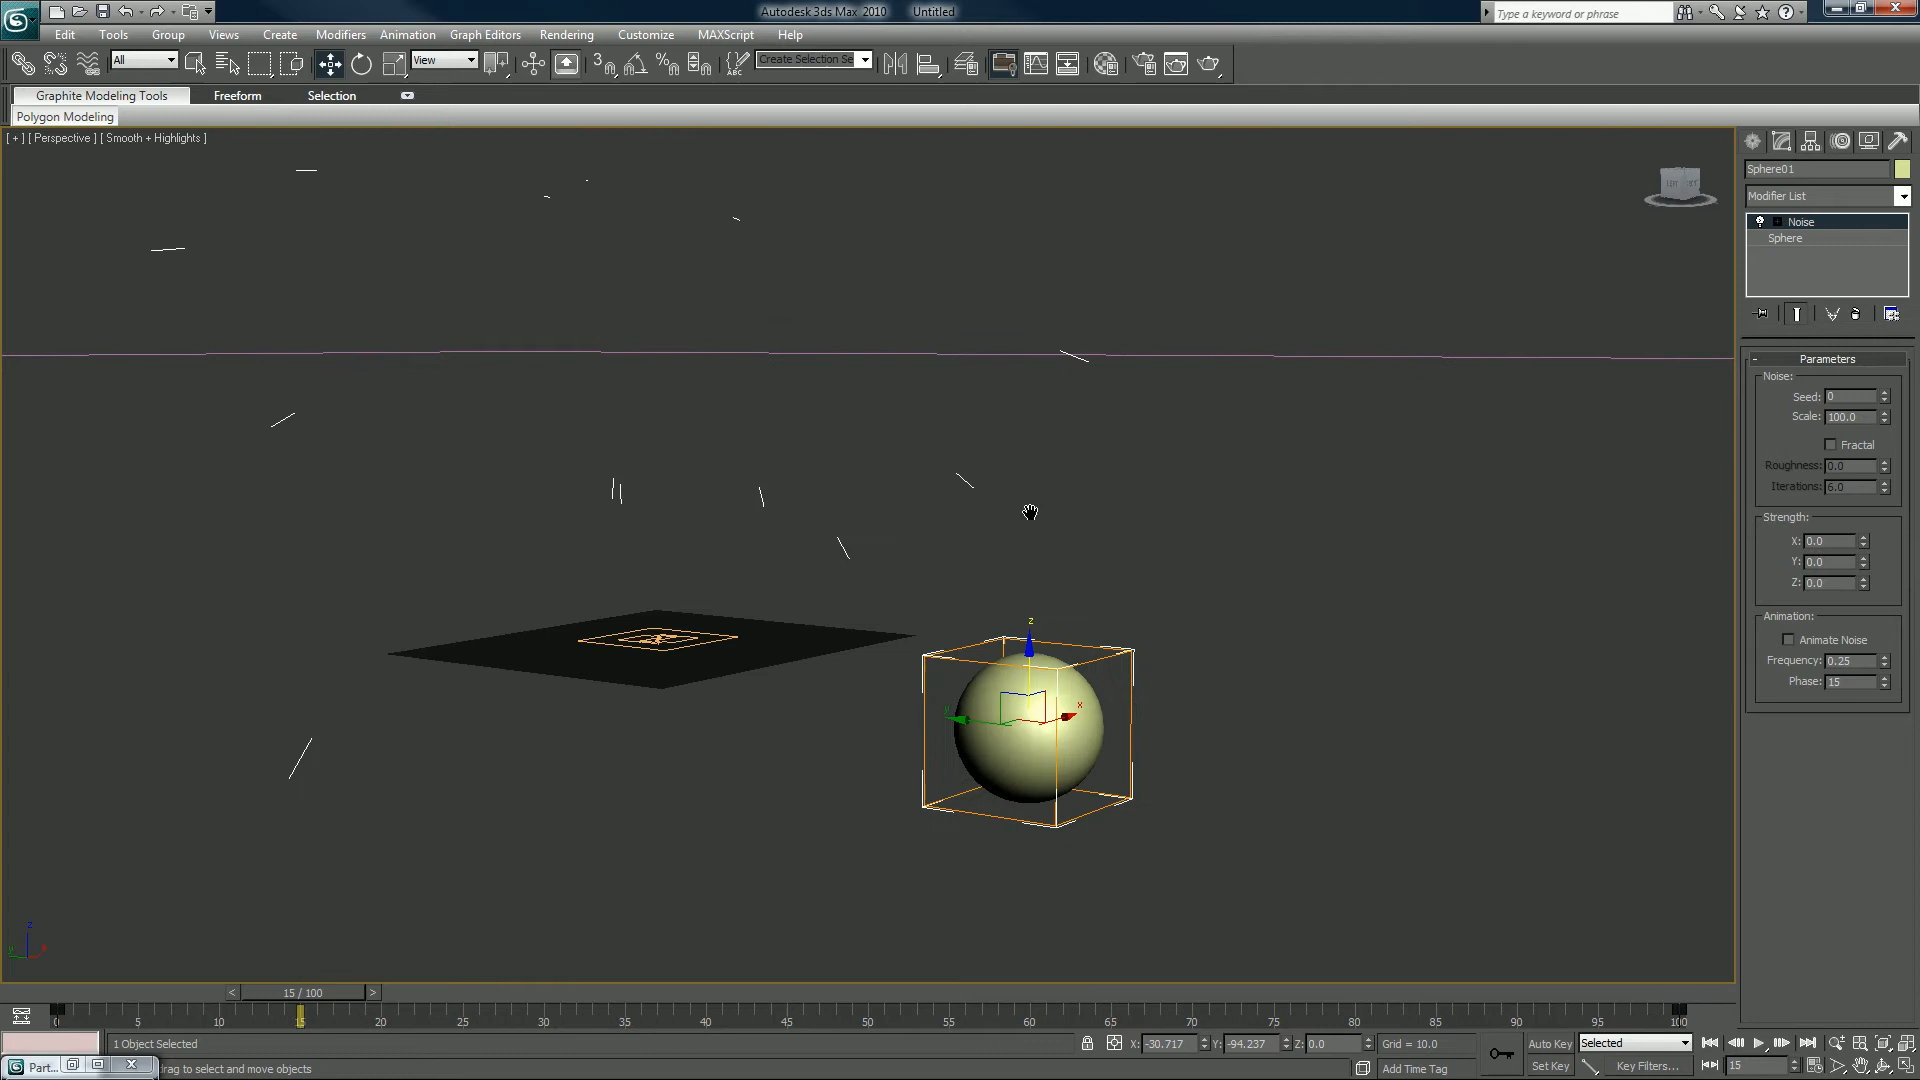 Autodesk 3ds Max 2010 Untitled
Type a keyword or phrase
Edit Tools Group Views Create Modifiers Animation Graph Editors Rendering Customize MAXScript Help
All View 3 % ABC Create Selection Se
Graphite Modeling Tools Freeform Selection
Polygon Modeling
[ + ] [ Perspective ] [ Smooth + Highlights ]
Sphere01
Modifier List
Noise
Sphere
- Parameters
Noise:
Seed: 0
Scale: 100.0
Fractal
Roughness: 0.0
Iterations: 6.0
Strength:
X: 0.0
Y: 0.0
Z: 0.0
Animation:
Animate Noise
Frequency: 0.25
Phase: 15
z
y
x
z
y x
< 15 / 100 >
0 5 10 15 20 25 30 35 40 45 50 55 60 65 70 75 80 85 90 95 100
1 Object Selected X: -30.717 Y: -94.237 Z: 0.0 Grid = 10.0 Auto Key Selected
Part... drag to select and move objects Add Time Tag Set Key Key Filters... 15